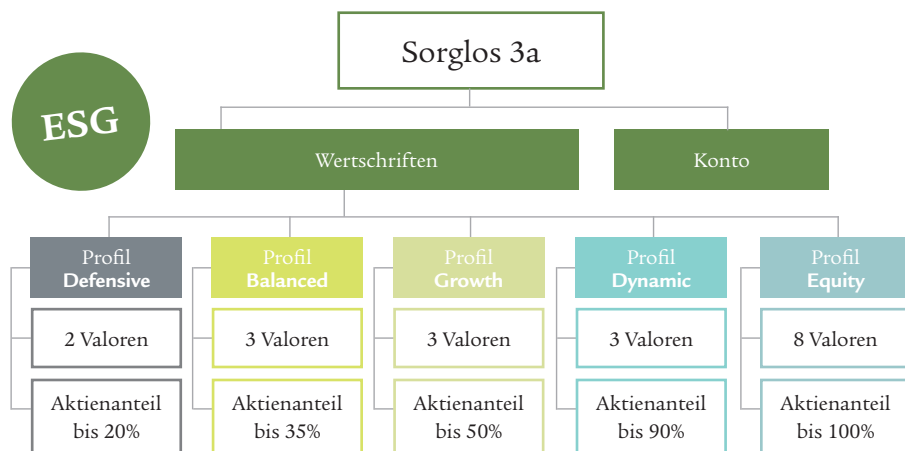 Sorglos 3a
ESG
Wertschriften
Konto
Profil
Defensive
Profil
Balanced
Profil
Growth
Profil
Dynamic
Profil
Equity
2 Valoren
3 Valoren
3 Valoren
3 Valoren
8 Valoren
Aktienanteil
bis 20%
Aktienanteil
bis 35%
Aktienanteil
bis 50%
Aktienanteil
bis 90%
Aktienanteil
bis 100%